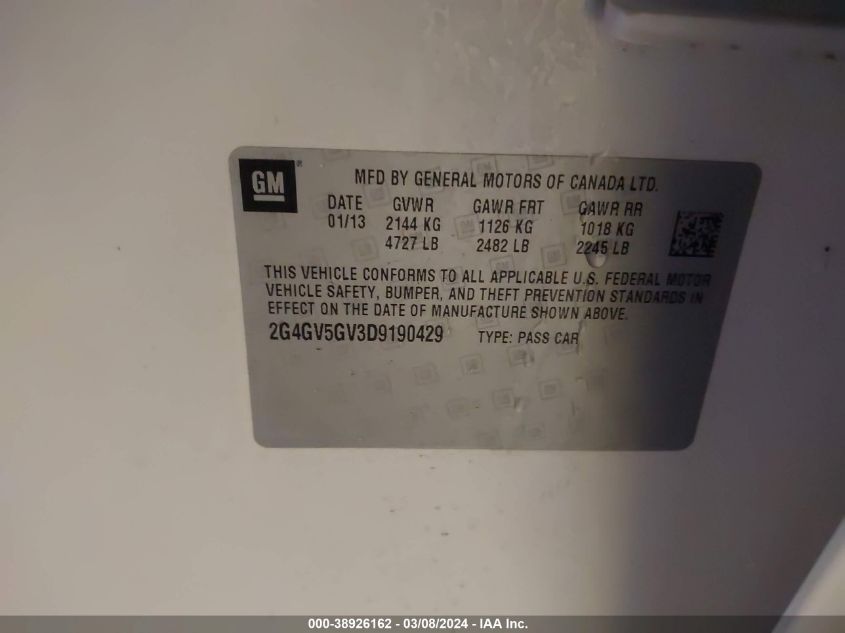 GM
MFD BY GENERAL MOTORS OF CANADA LTD.
DATE GVWR GAWR FRT GAWR RR
01/13 2144 KG 1126 KG 1018 KG
4727 LB 2482 LB 2245 LB
THIS VEHICLE CONFORMS TO ALL APPLICABLE U.S. FEDERAL MOTOR
VEHICLE SAFETY, BUMPER, AND THEFT PREVENTION STANDARDS IN
EFFECT ON THE DATE OF MANUFACTURE SHOWN ABOVE.
2G4GV5GV3D9190429 TYPE: PASS CAR
000-38926162 - 03/08/2024 - IAA Inc.